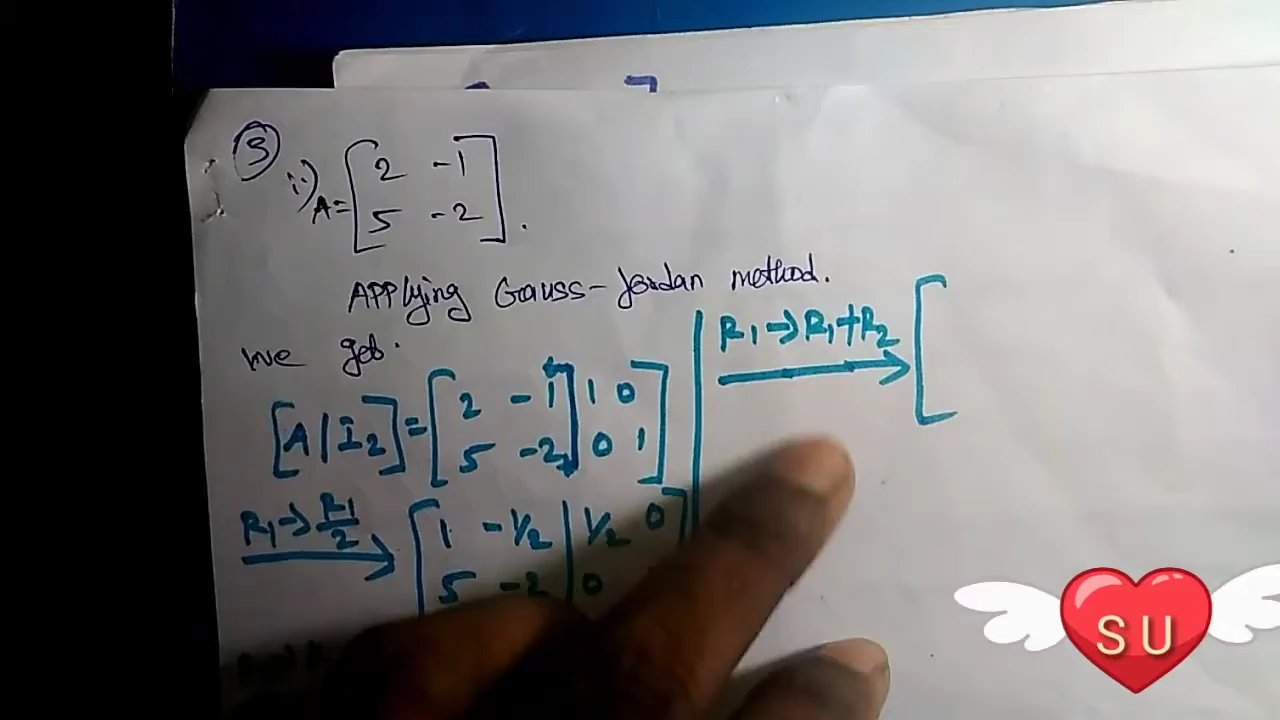 3
i) A = [ 2 -1
5 -2 ].
Applying Gauss-Jordan method.
we get.
[A | I2] = [ 2 -1 | 1 0
5 -2 | 0 1 ]
R1 → R1/2 [ 1 -1/2 | 1/2 0
5 -2 | 0
R1 → R1 + R2 [
SU